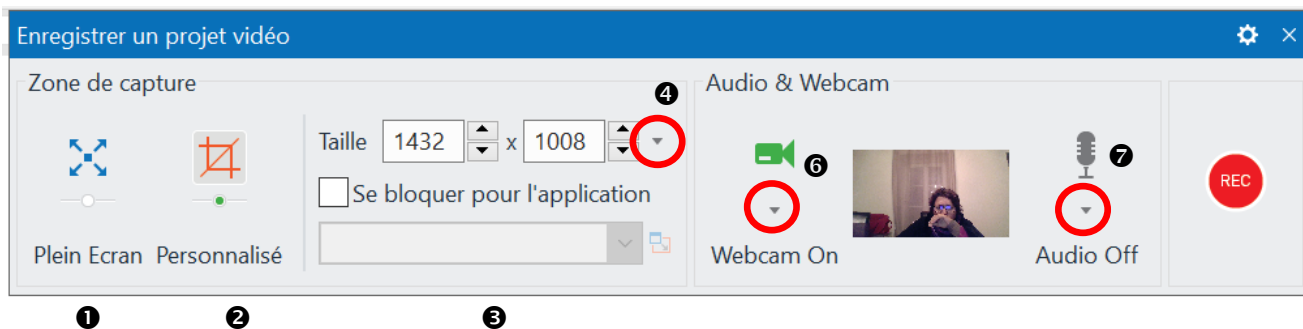 Enregistrer un projet vidéo
Zone de capture
Audio & Webcam
❹
Taille 1432 x 1008
❻
❼
REC
Se bloquer pour l'application
Plein Ecran Personnalisé
Webcam On
Audio Off
❶ ❷ ❸